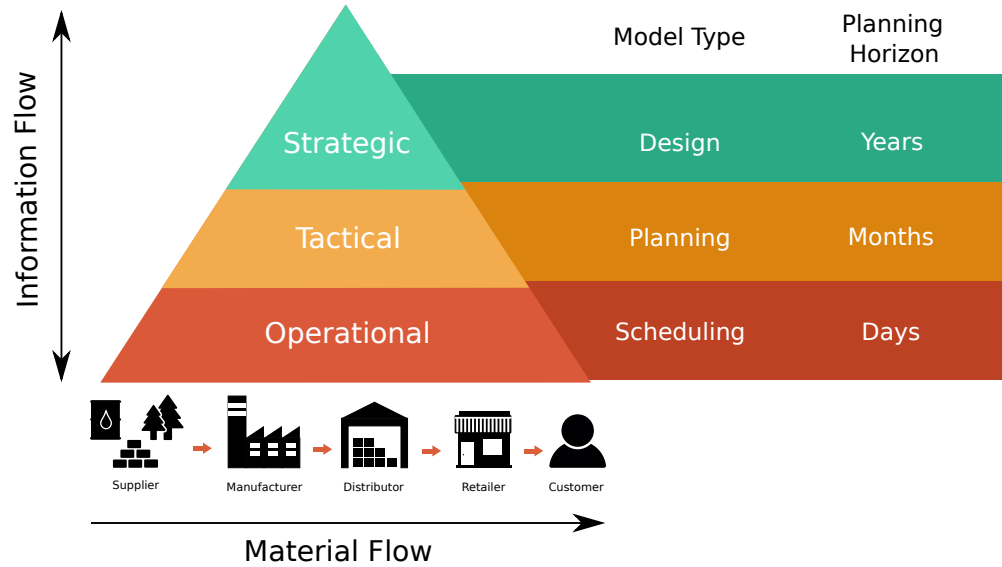 Model Type
Planning
Horizon
Information Flow
Strategic
Design
Years
Tactical
Planning
Months
Operational
Scheduling
Days
Supplier
Manufacturer
Distributor
Retailer
Customer
Material Flow